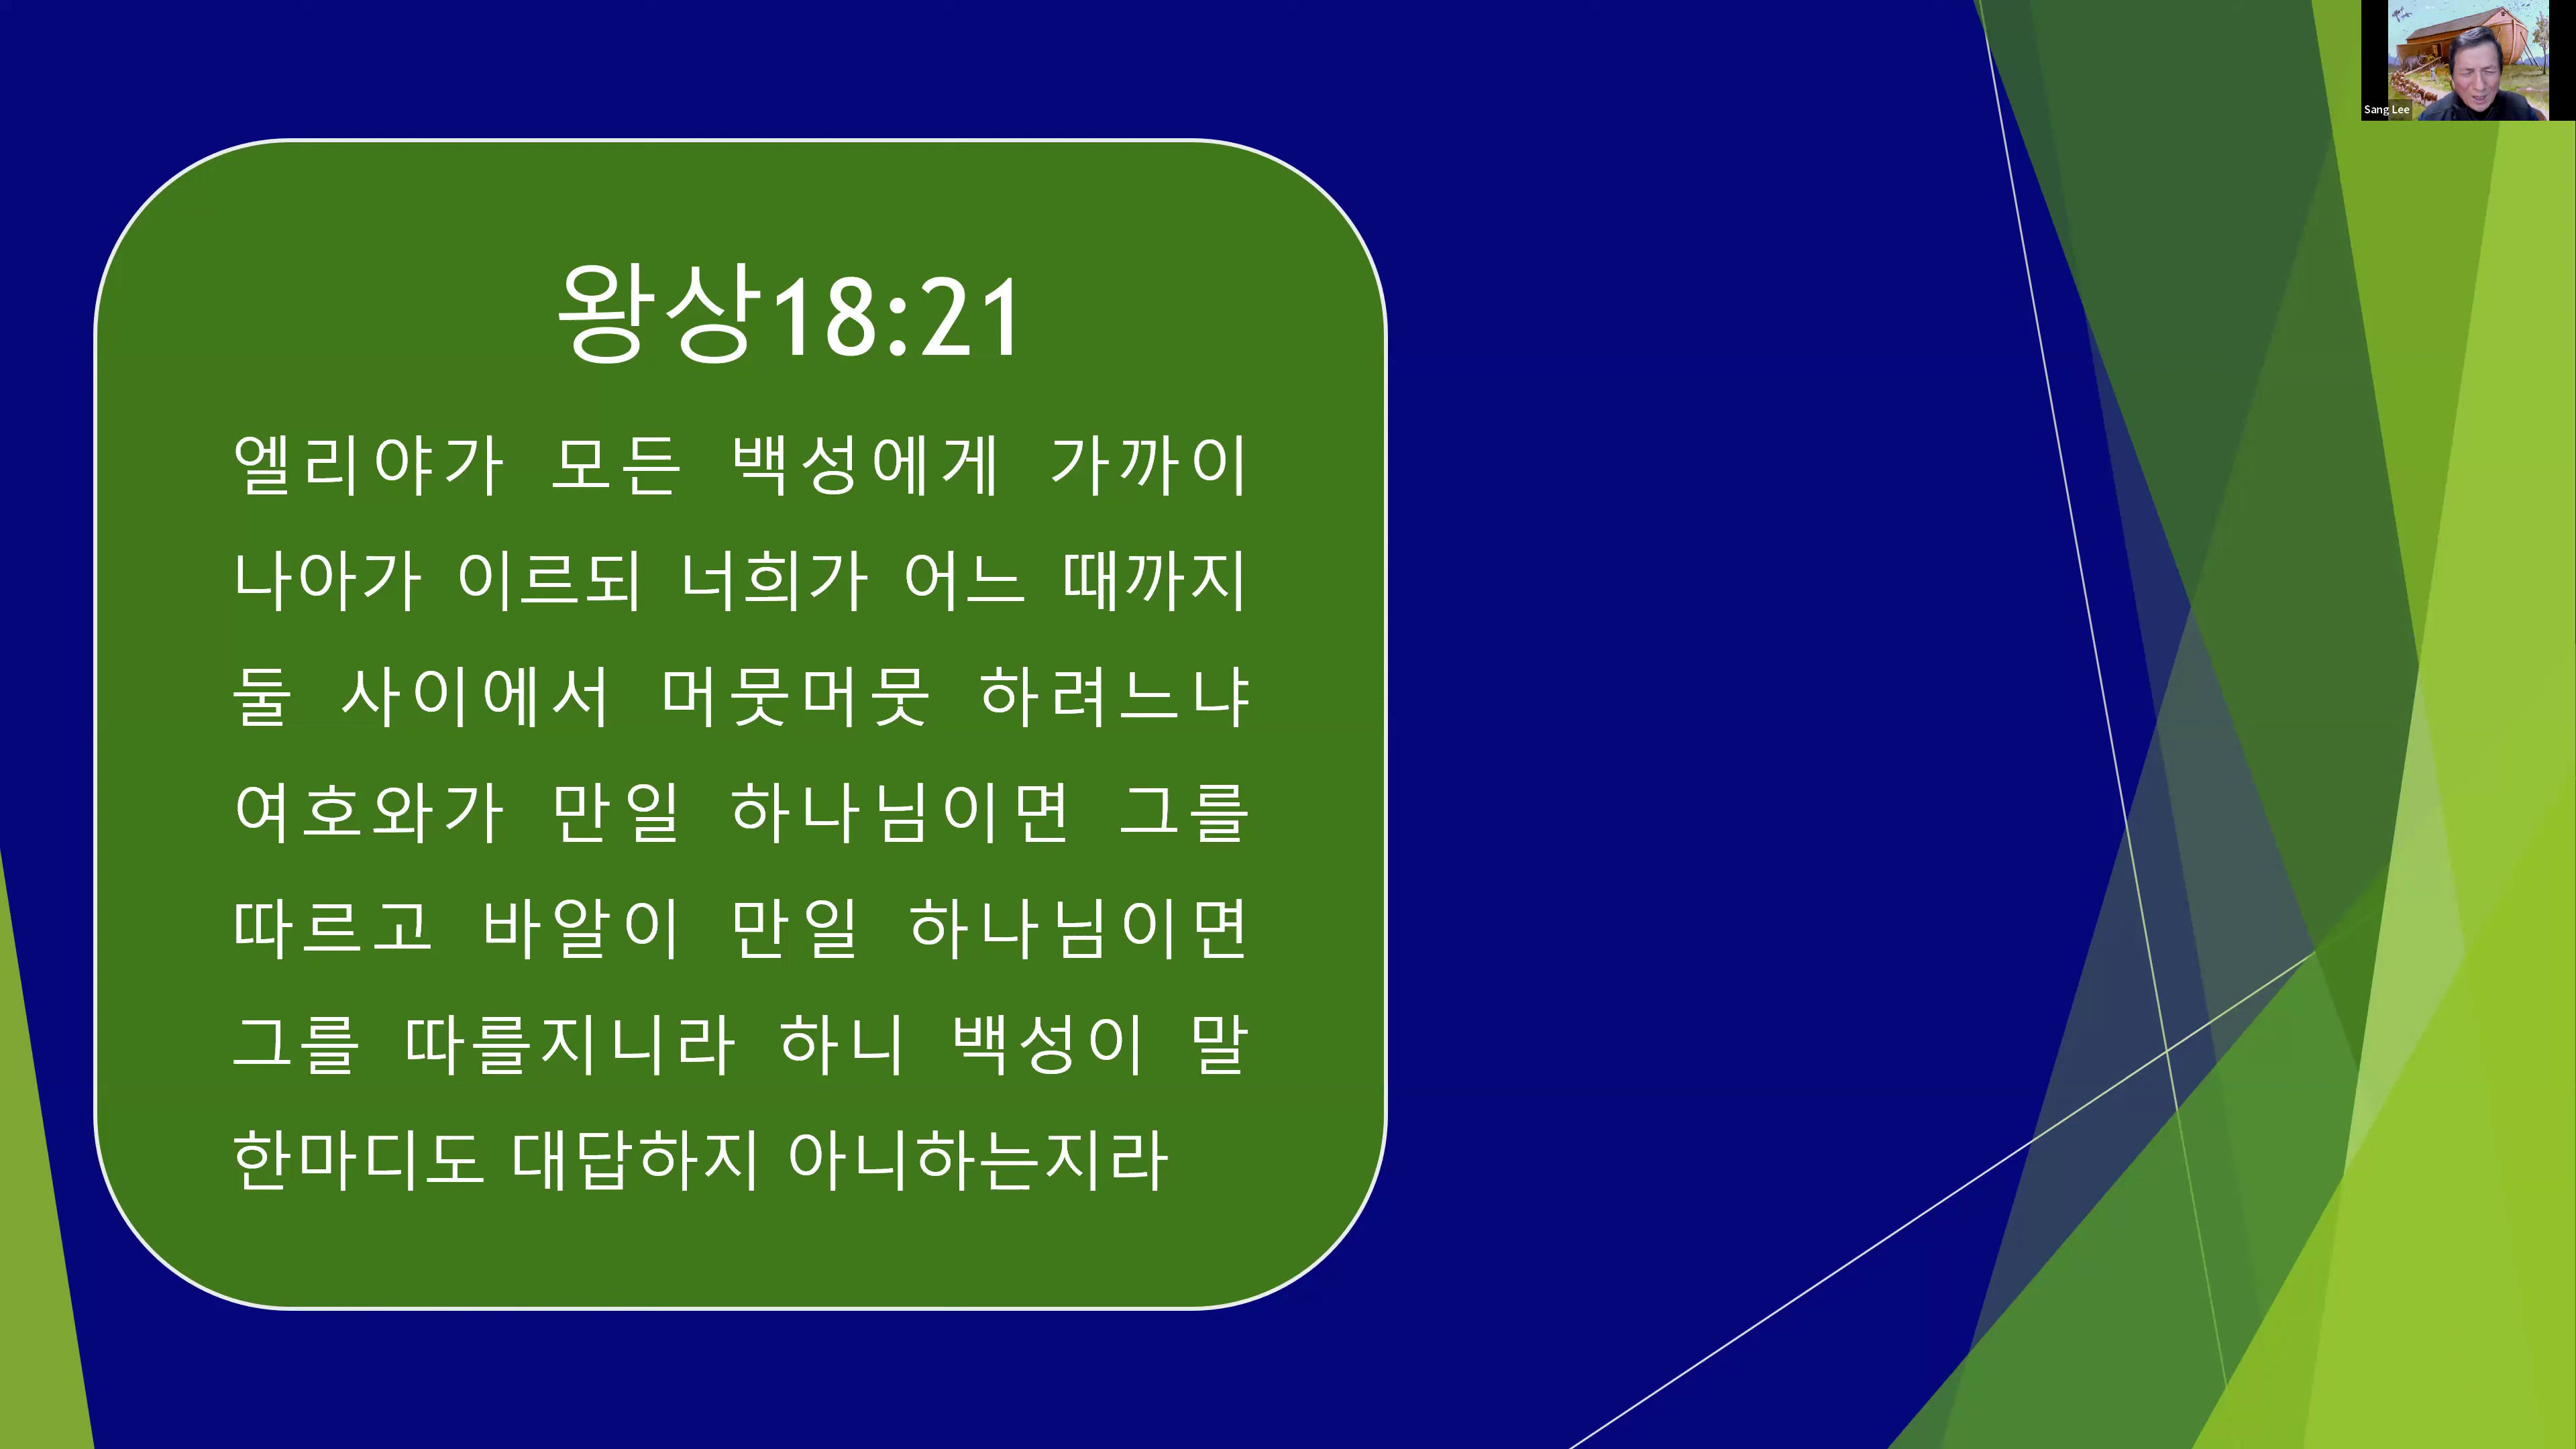 왕상18:21
엘리야가 모든 백성에게 가까이
나아가 이르되 너희가 어느 때까지
둘 사이에서 머뭇머뭇 하려느냐
여호와가 만일 하나님이면 그를
따르고 바알이 만일 하나님이면
그를 따를지니라 하니 백성이 말
한마디도 대답하지 아니하는지라
Sang Lee